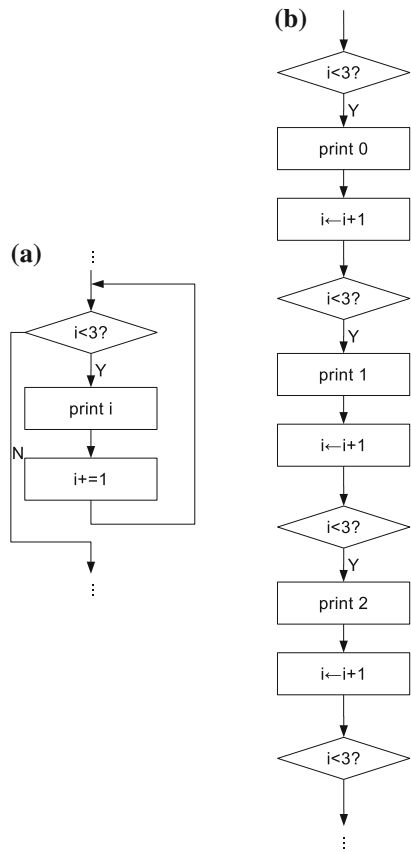 (a)
⋮
i<3?
Y
print i
N
i+=1
⋮
(b)
i<3?
Y
print 0
i←i+1
i<3?
Y
print 1
i←i+1
i<3?
Y
print 2
i←i+1
i<3?
⋮